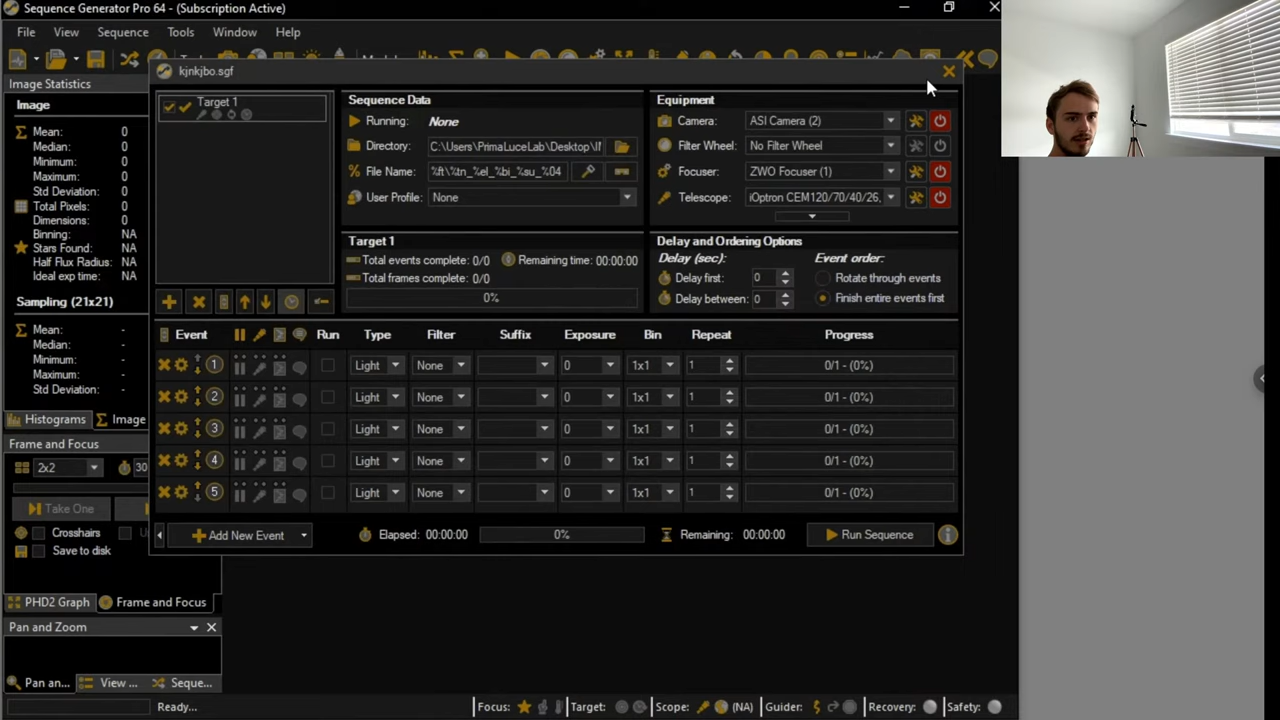 Sequence Generator Pro 64 - (Subscription Active)
File View Sequence Tools Window Help
Image Statistics
Image
Mean: 0
Median: 0
Maximum: 0
Minimum: 0
Std Deviation: 0
Total Pixels: 0
Dimensions: 0
Binning: NA
Stars Found: NA
Half Flux Radius: NA
Ideal exp time: NA
Sampling (21x21)
Mean: -
Median: -
Minimum: -
Maximum: -
Std Deviation: -
Histograms Image
Frame and Focus
2x2 30
Take One
Crosshairs
Save to disk
PHD2 Graph Frame and Focus
Pan and Zoom
Pan an... View ... Seque...
kjnkjbo.sgf
Target 1
Sequence Data
Running: None
Directory: C:\Users\PrimaLuceLab\Desktop\II
File Name: %ft\%tn_%el_%bi_%su_%04
User Profile: None
Equipment
Camera: ASI Camera (2)
Filter Wheel: No Filter Wheel
Focuser: ZWO Focuser (1)
Telescope: iOptron CEM120/70/40/26,
Target 1
Total events complete: 0/0 Remaining time: 00:00:00
Total frames complete: 0/0
0%
Delay and Ordering Options
Delay (sec): Event order:
Delay first: 0 Rotate through events
Delay between: 0 Finish entire events first
Event Run Type Filter Suffix Exposure Bin Repeat Progress
1 Light None 0 1x1 1 0/1 - (0%)
2 Light None 0 1x1 1 0/1 - (0%)
3 Light None 0 1x1 1 0/1 - (0%)
4 Light None 0 1x1 1 0/1 - (0%)
5 Light None 0 1x1 1 0/1 - (0%)
Add New Event Elapsed: 00:00:00 0% Remaining: 00:00:00 Run Sequence
Ready... Focus: Target: Scope: (NA) Guider: Recovery: Safety: